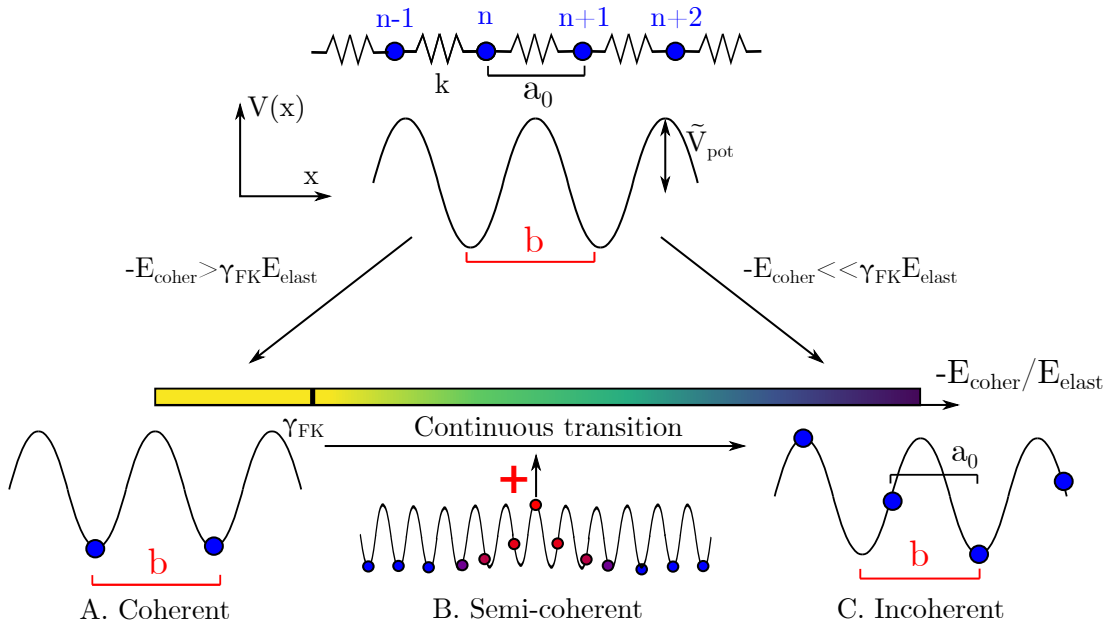 n-1 n n+1 n+2
k
a₀
V(x)
x
Ṽpot
b
-Ecoher>γFKEelast
-Ecoher<<γFKEelast
-Ecoher/Eelast
γFK
Continuous transition
+
a₀
b
b
A. Coherent
B. Semi-coherent
C. Incoherent